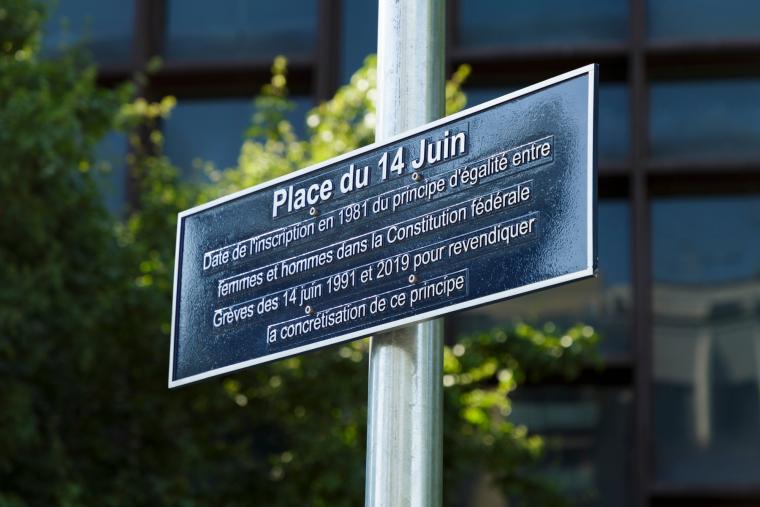 Place du 14 Juin
Date de l'inscription en 1981 du principe d'égalité entre
femmes et hommes dans la Constitution fédérale
Grèves des 14 juin 1991 et 2019 pour revendiquer
la concrétisation de ce principe